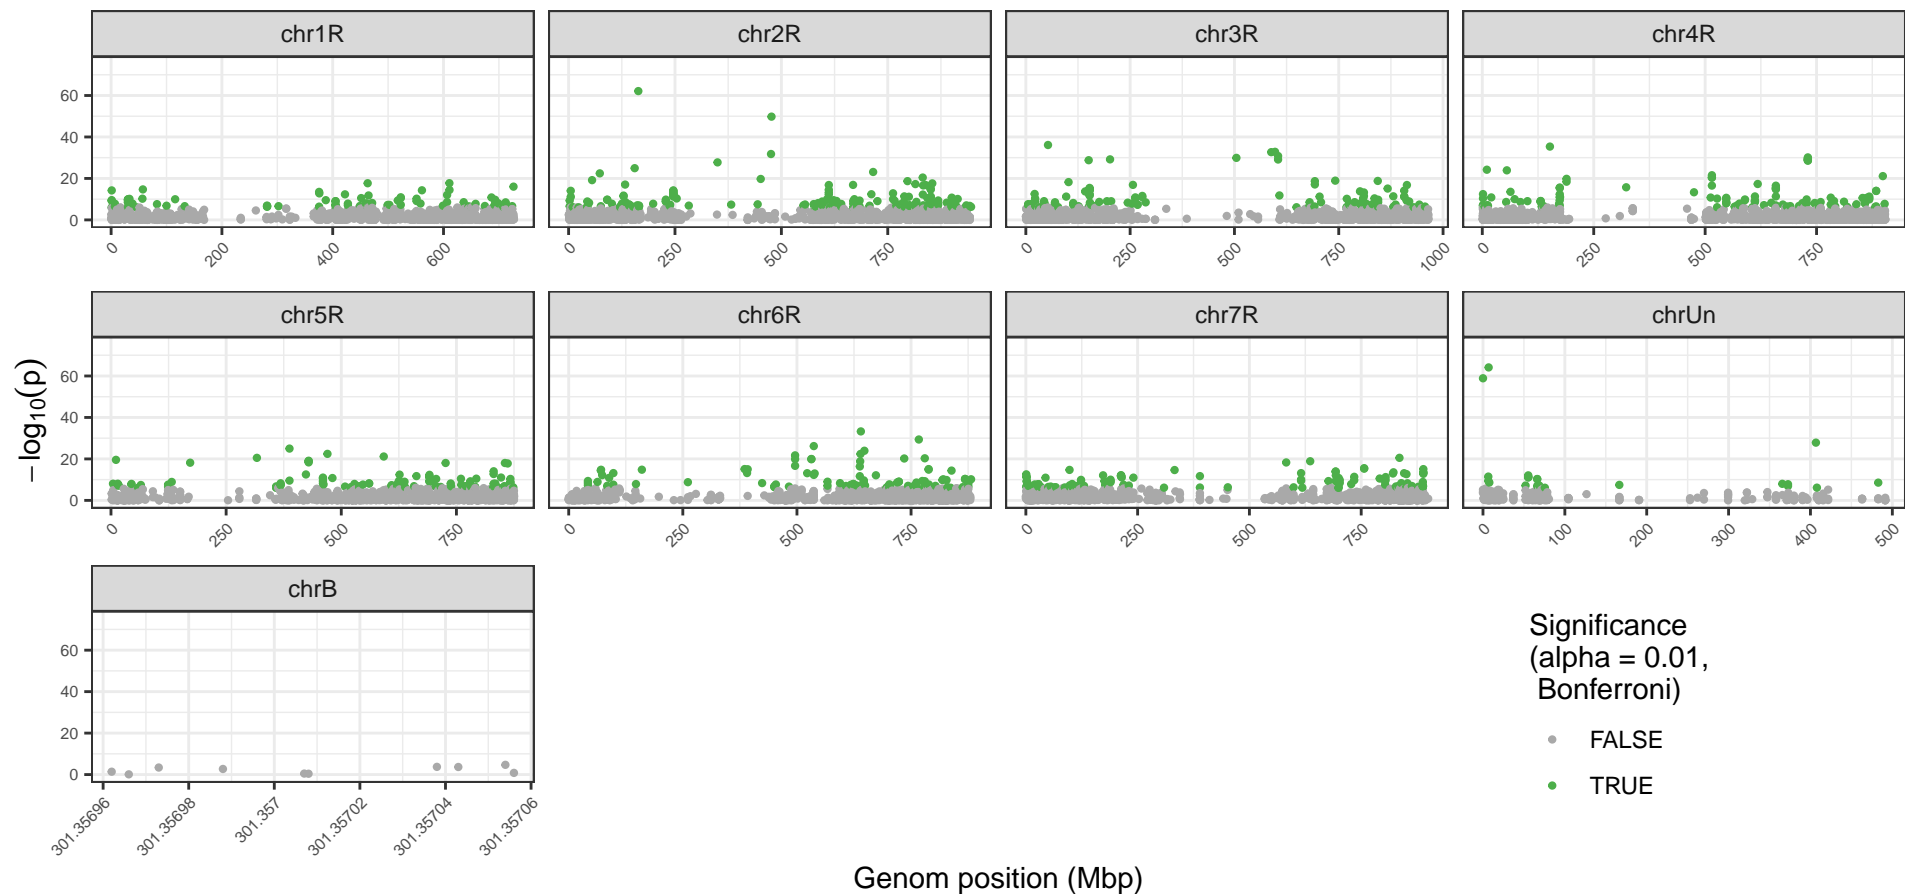 chr1R chr2R chr3R chr4R
60
40
20
0
0 200 400 600 0 250 500 750 0 250 500 750 1000 0 250 500 750
chr5R chr6R chr7R chrUn
60
40
20
0
0 250 500 750 0 250 500 750 0 250 500 750 0 100 200 300 400 500
−log10(p)
chrB
60
40
20
0
301.35696 301.35698 301.357 301.35702 301.35704 301.35706
Significance
(alpha = 0.01,
Bonferroni)
FALSE
TRUE
Genom position (Mbp)